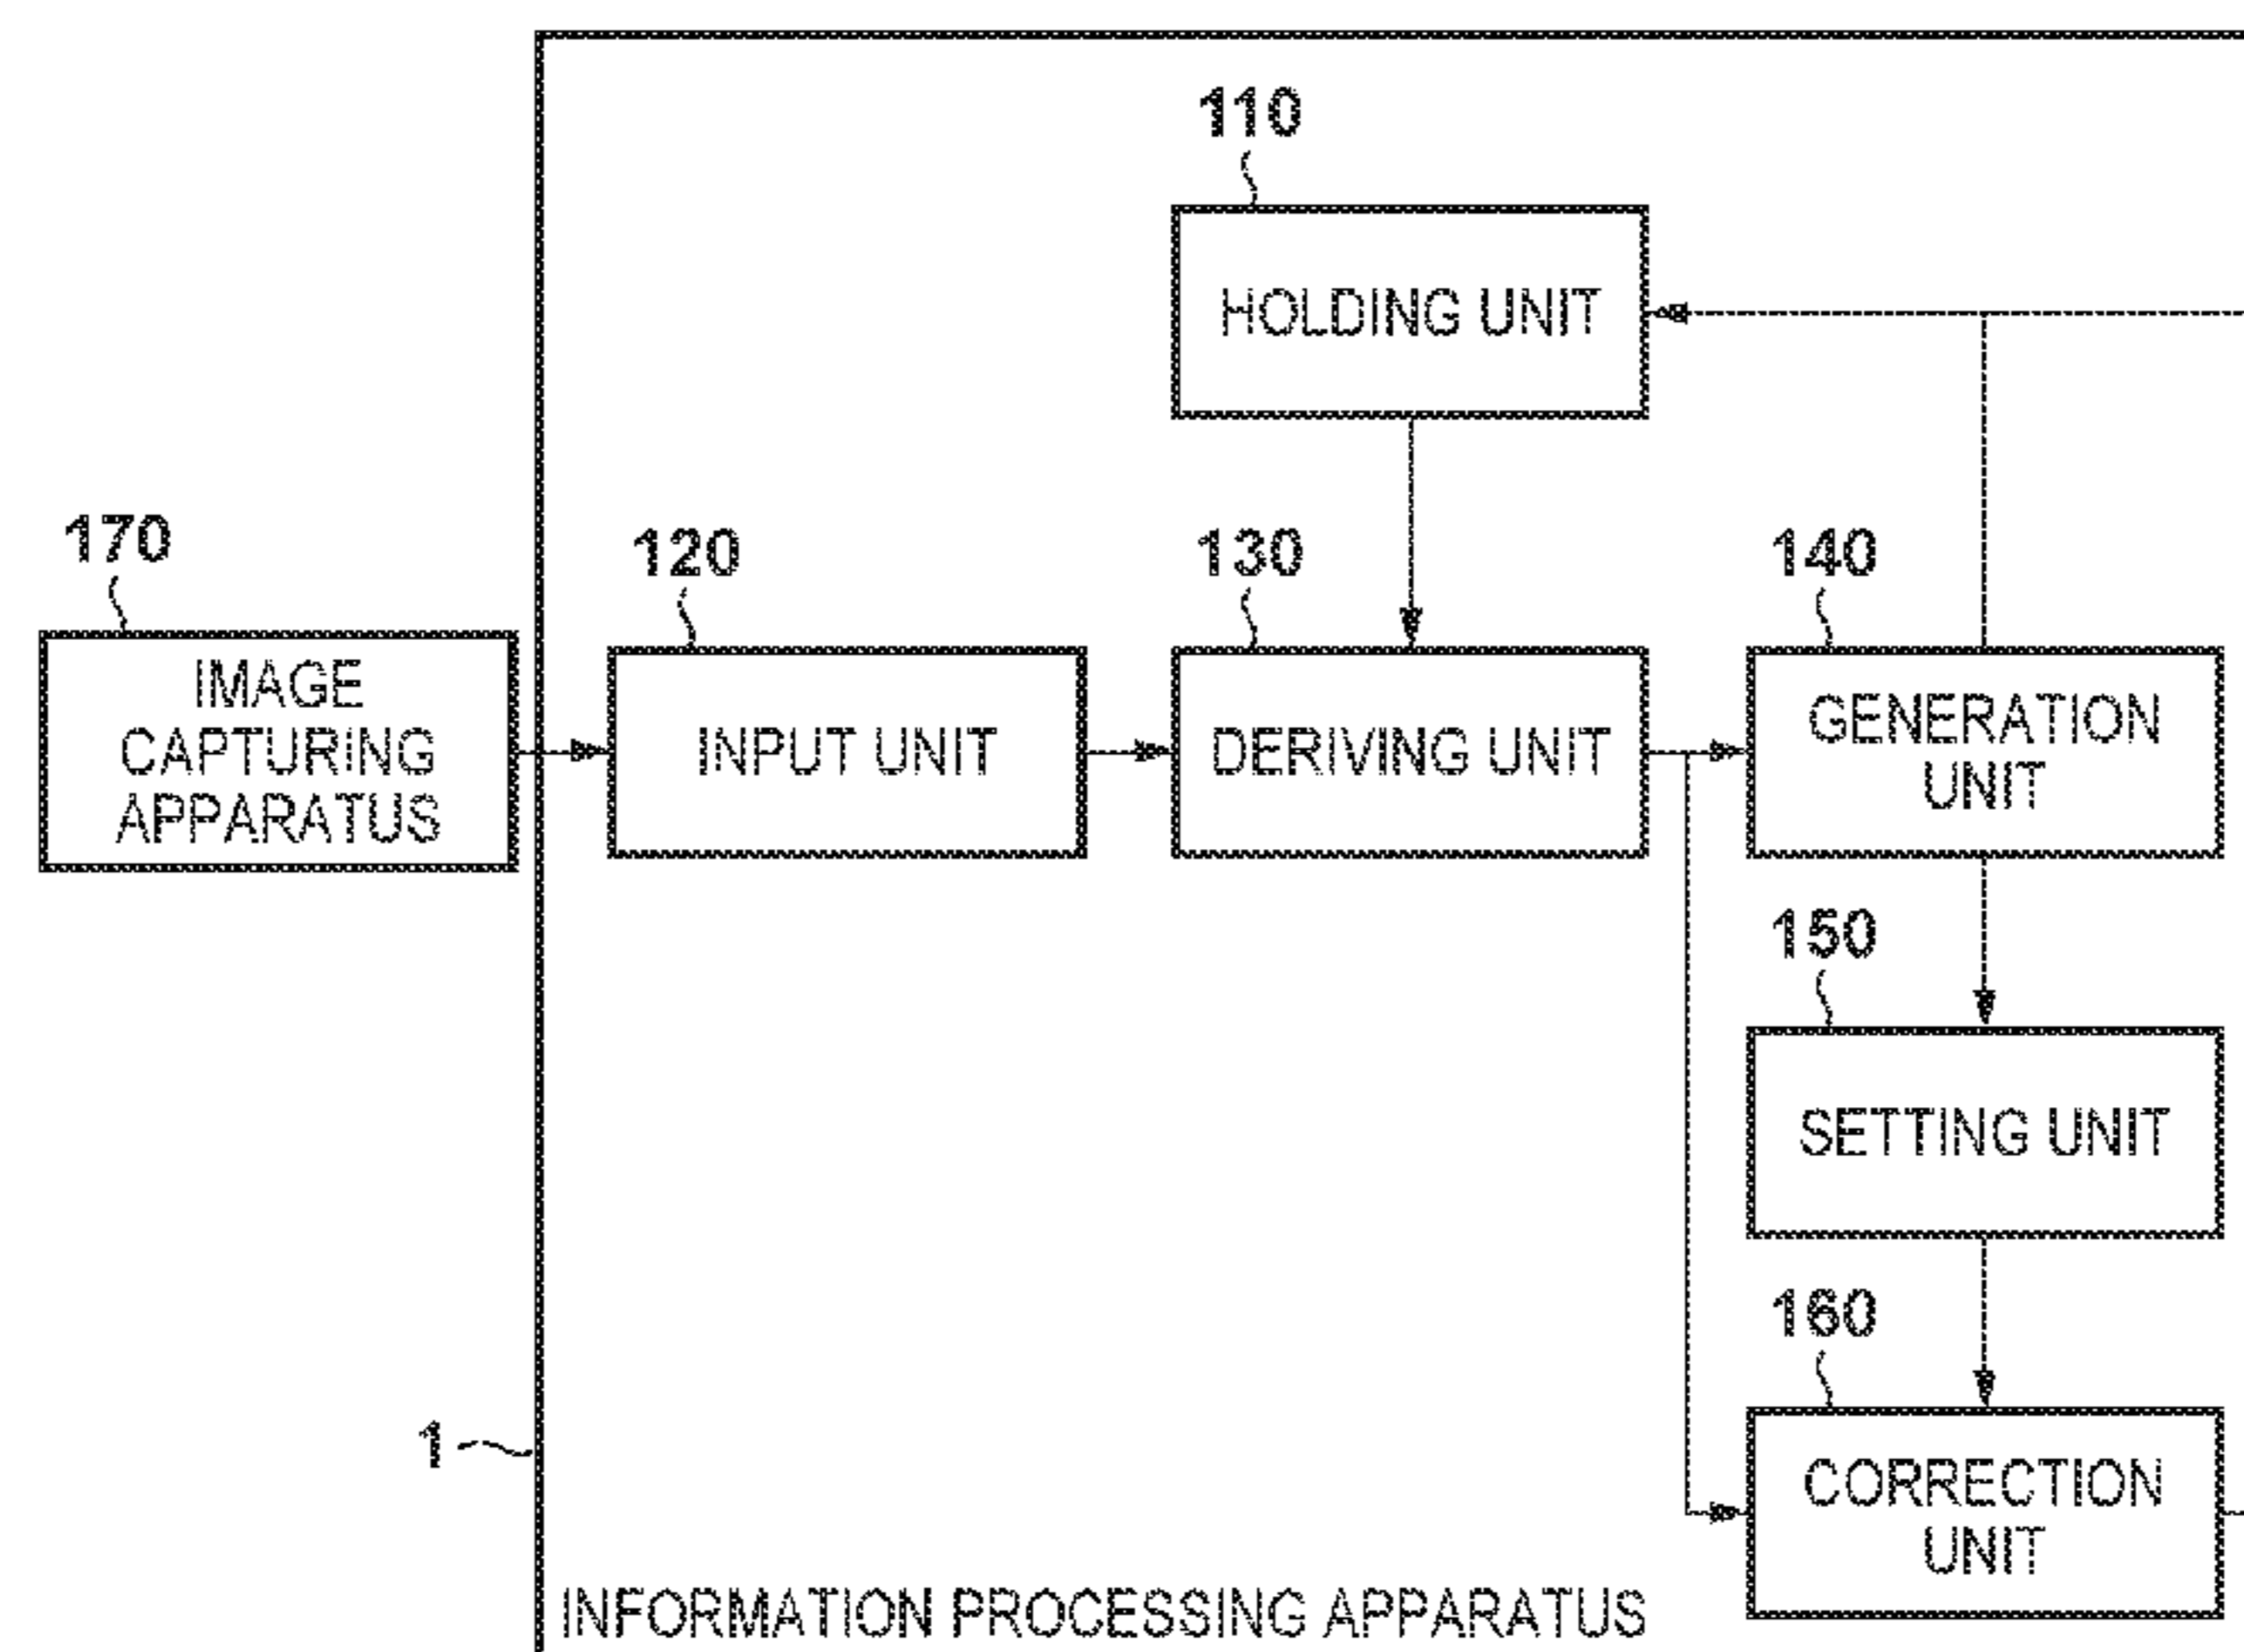 110
HOLDING UNIT
170
120
130
140
IMAGE
CAPTURING
APPARATUS
INPUT UNIT
DERIVING UNIT
GENERATION
UNIT
150
SETTING UNIT
160
CORRECTION
UNIT
1
INFORMATION PROCESSING APPARATUS